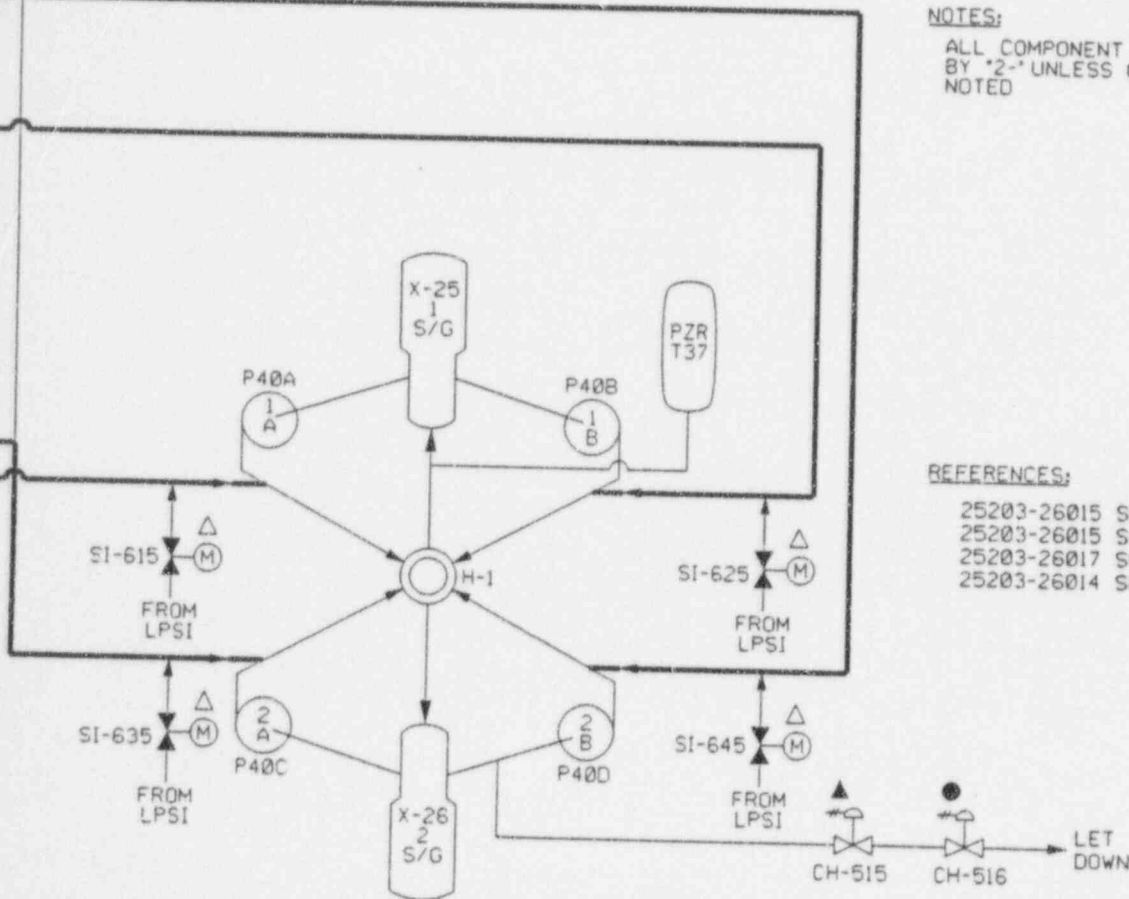 NOTES:
ALL COMPONENT
BY "2-" UNLESS
NOTED
X-25
1
S/G
PZR
T37
P40A
1
A
P40B
1
B
REFERENCES:
25203-26015 S
25203-26015 S
25203-26017 S
25203-26014 S
SI-615
M
FROM
LPSI
H-1
SI-625
M
FROM
LPSI
SI-635
M
FROM
LPSI
2
A
P40C
2
B
P40D
SI-645
M
FROM
LPSI
X-26
2
S/G
CH-515
CH-516
LET
DOWN